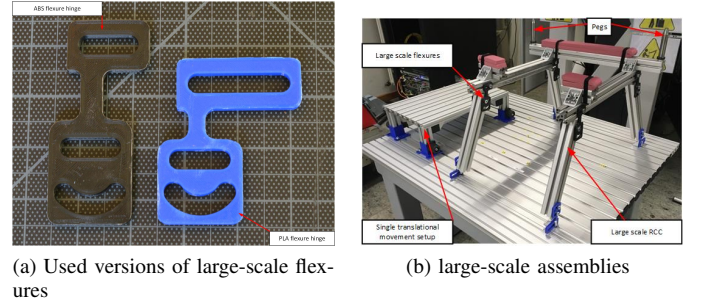 ABS flexure hinge
PLA flexure hinge
(a) Used versions of large-scale flex-
ures
Pegs
Large scale flexures
Single translational
movement setup
Large scale RCC
(b) large-scale assemblies